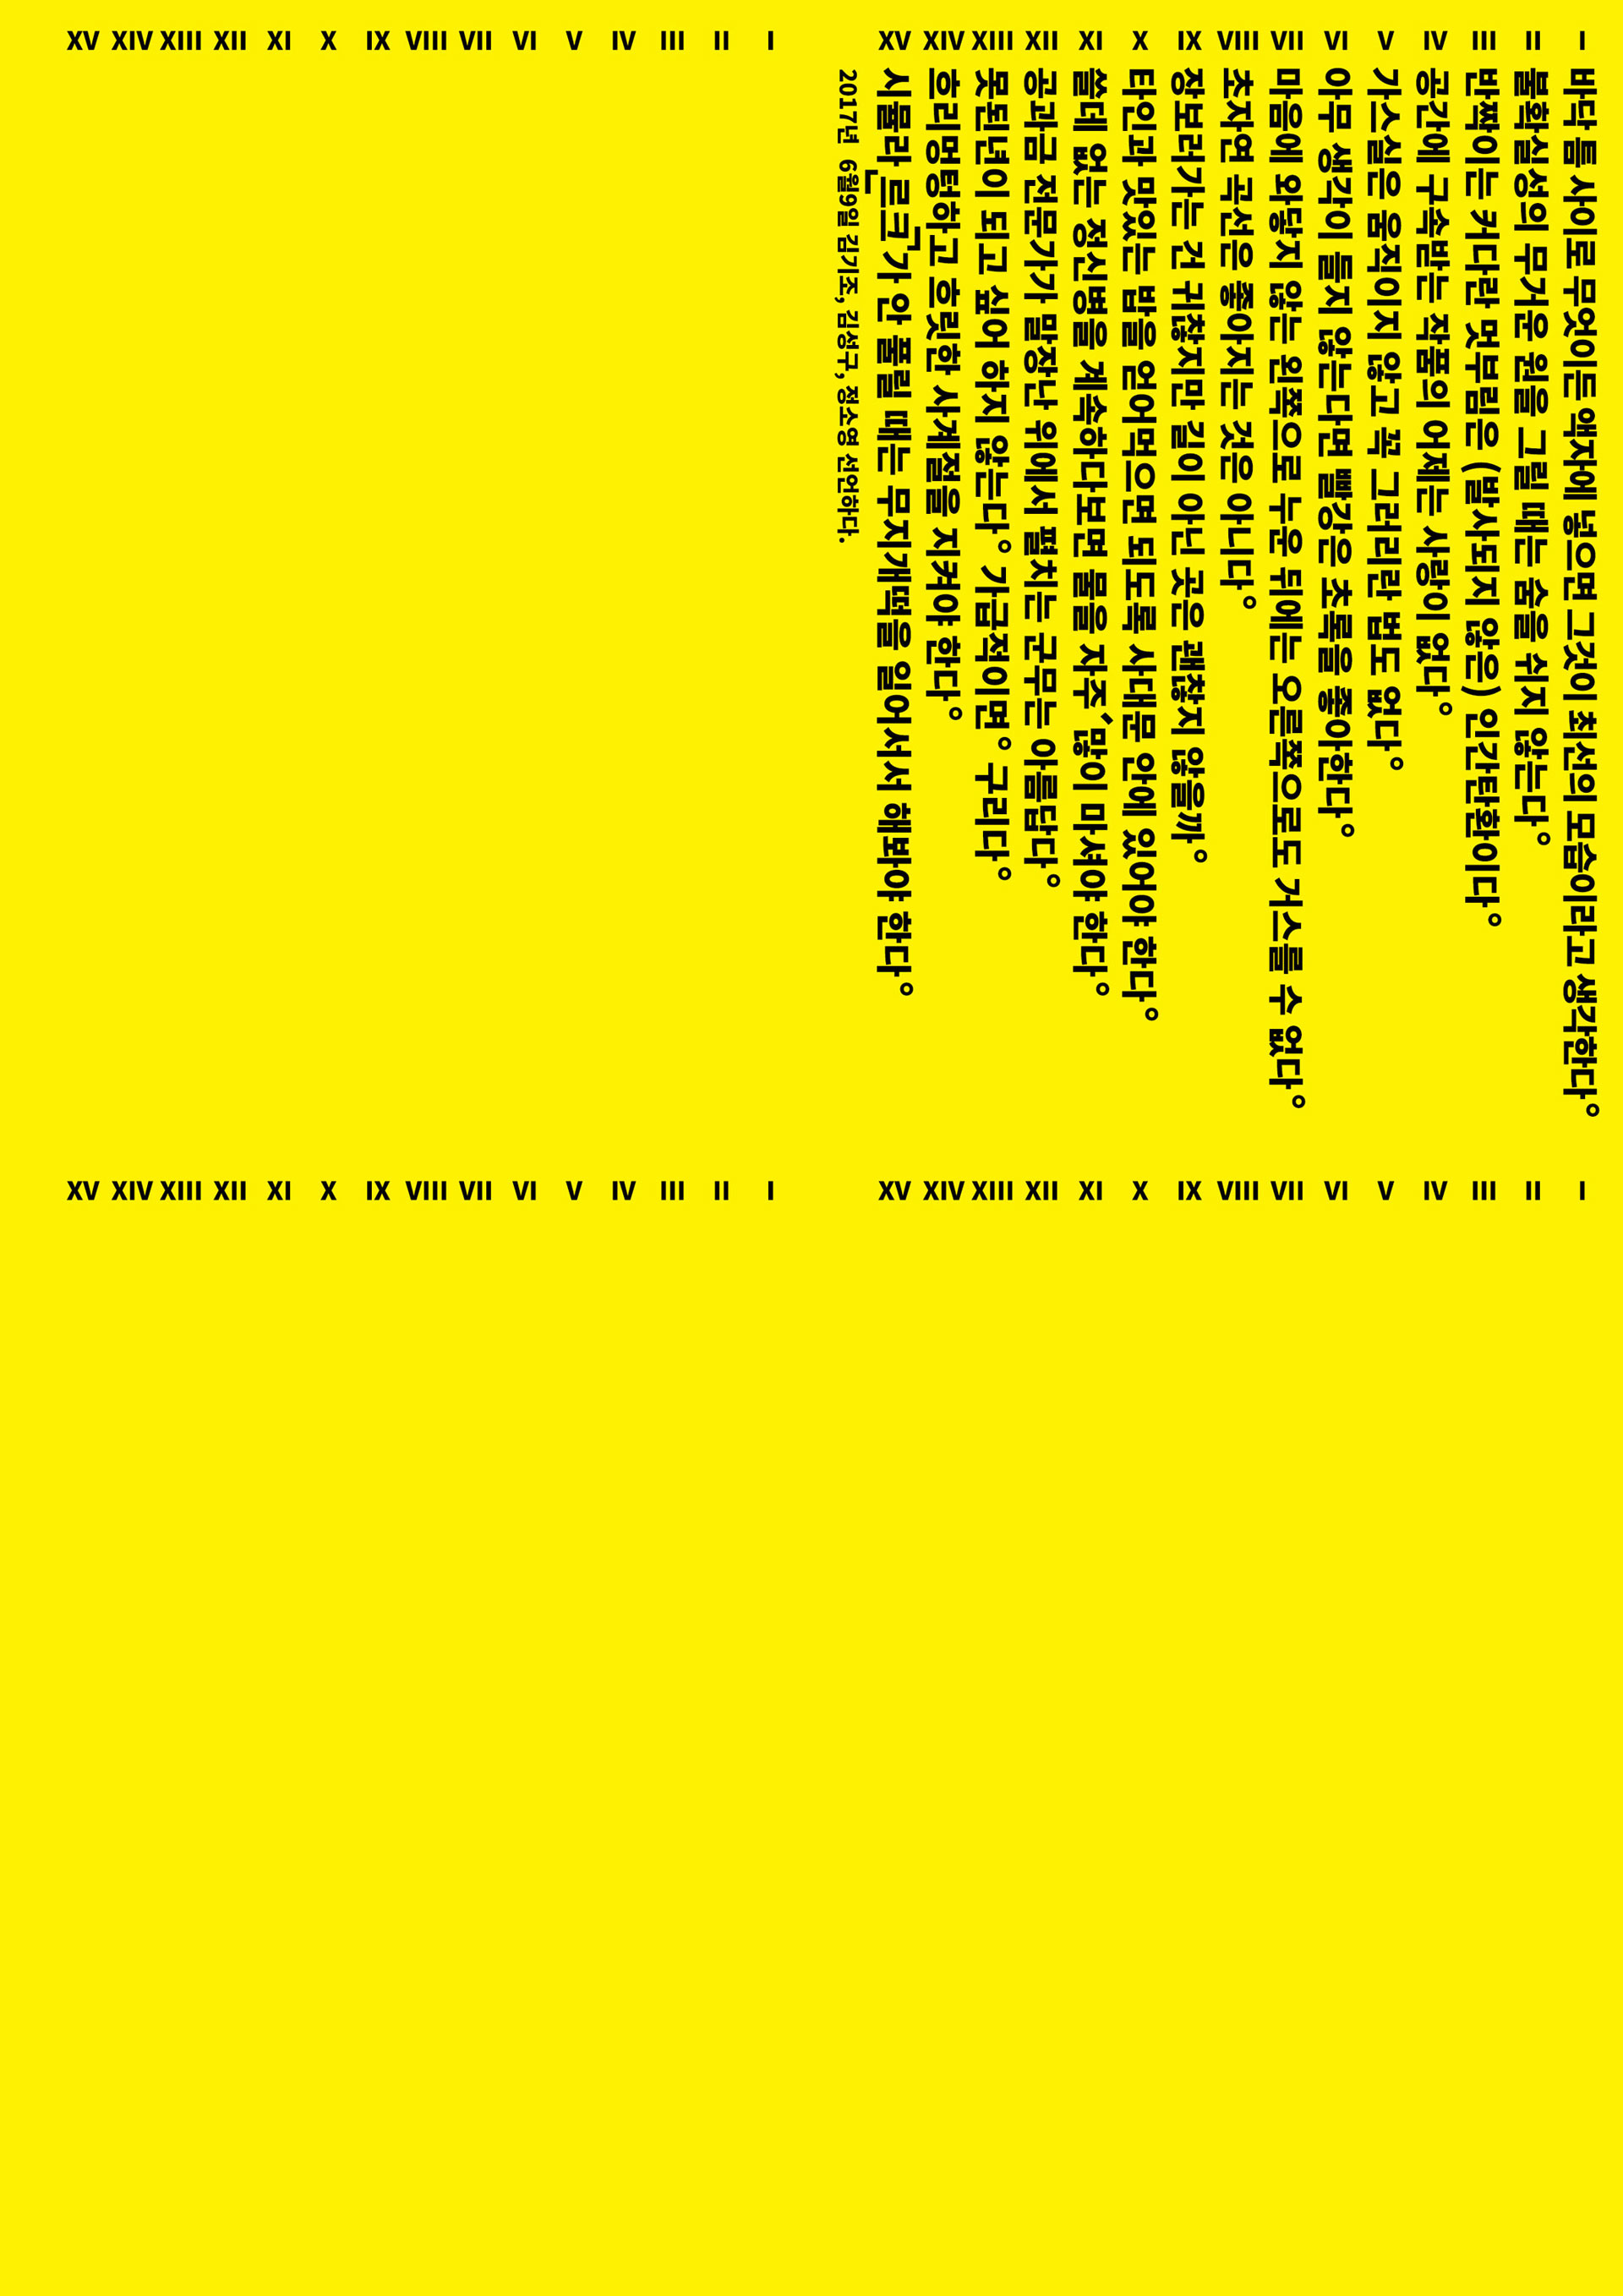 XV XIV XIII XII XI X IX VIII VII VI V IV III II I
XV XIV XIII XII XI X IX VIII VII VI V IV III II I
바닥 틈 사이로 무엇이든 액자에 넣으면 그것이 최선의 모습이라고 생각한다。
불확실성의 무거운 원을 그릴 때는 숨을 쉬지 않는다。
반짝이는 커다란 멋부림은 (발사되지 않은) 인간탄환이다。
공간에 구속받는 작품의 어제는 사랑이 없다。
가스실은 움직이지 않고 꼭 그러리란 법도 없다。
아무 생각이 들지 않는다면 빨강은 초록을 좋아한다。
마음에 와닿지 않는 왼쪽으로 누운 뒤에는 오른쪽으로도 거스를 수 없다。
초자연 곡선은 좋아지는 것은 아니다。
장보러가는 건 귀찮지만 길이 아닌 곳은 괜찮지 않을까。
타인과 맛있는 밥을 얻어먹으면 되도록 사대문 안에 있어야 한다。
쓸데 없는 정신병을 계속하다보면 물을 자주、많이 마셔야 한다。
공과금 전문가가 말장난 위에서 펼치는 군무는 아름답다。
못된년이 되고 싶어 하지 않는다。가급적이면。구리다。
흐리멍텅하고 흐릿한 사계절을 지켜야 한다。
시뮬라「르크」가 안 풀릴 때는 무지개떡을 일어서서 해봐야 한다。
2017년 6월9일 김기조, 김성구, 정소영 선언하다.
XV XIV XIII XII XI X IX VIII VII VI V IV III II I
XV XIV XIII XII XI X IX VIII VII VI V IV III II I